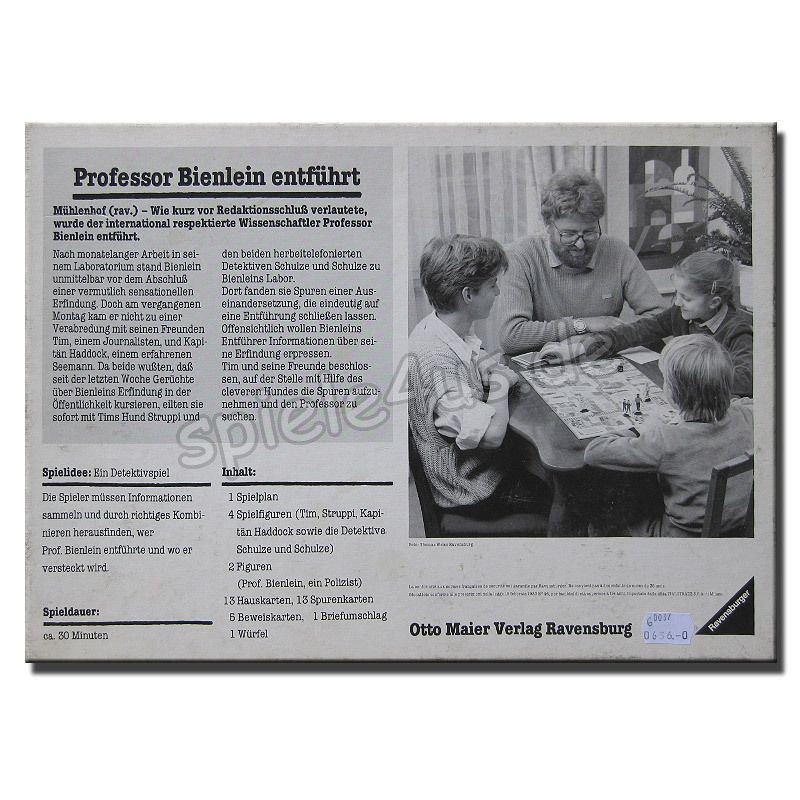 Professor Bienlein entführt
Mühlenhof (rav.) – Wie kurz vor Redaktionsschluß verlautete,
wurde der international respektierte Wissenschaftler Professor
Bienlein entführt.
Nach monatelanger Arbeit in sei-
nem Laboratorium stand Bienlein
unmittelbar vor dem Abschluß
einer vermutlich sensationellen
Erfindung. Doch am vergangenen
Montag kam er nicht zu einer
Verabredung mit seinen Freunden
Tim, einem Journalisten, und Kapi-
tän Haddock, einem erfahrenen
Seemann. Da beide wußten, daß
seit der letzten Woche Gerüchte
über Bienleins Erfindung in der
Öffentlichkeit kursieren, eilten sie
sofort mit Tims Hund Struppi und
den beiden herbeitelefonierten
Detektiven Schulze und Schulze zu
Bienleins Labor.
Dort fanden sie Spuren einer Aus-
einandersetzung, die eindeutig auf
eine Entführung schließen lassen.
Offensichtlich wollen Bienleins
Entführer Informationen über sei-
ne Erfindung erpressen.
Tim und seine Freunde beschlos-
sen, auf der Stelle mit Hilfe des
cleveren Hundes die Spuren aufzu-
nehmen und den Professor zu
suchen.
Spielidee: Ein Detektivspiel
Die Spieler müssen Informationen
sammeln und durch richtiges Kombi-
nieren herausfinden, wer
Prof. Bienlein entführte und wo er
versteckt wird.
Spieldauer:
ca. 30 Minuten
Inhalt:
1 Spielplan
4 Spielfiguren (Tim, Struppi, Kapi-
tän Haddock sowie die Detektive
Schulze und Schulze)
2 Figuren
(Prof. Bienlein, ein Polizist)
13 Hauskarten, 13 Spurenkarten
5 Beweiskarten, 1 Briefumschlag
1 Würfel
Foto: Thomas Weiss Ravensburg
Otto Maier Verlag Ravensburg
60037
0636.-0
Ravensburger
spiele4us.de